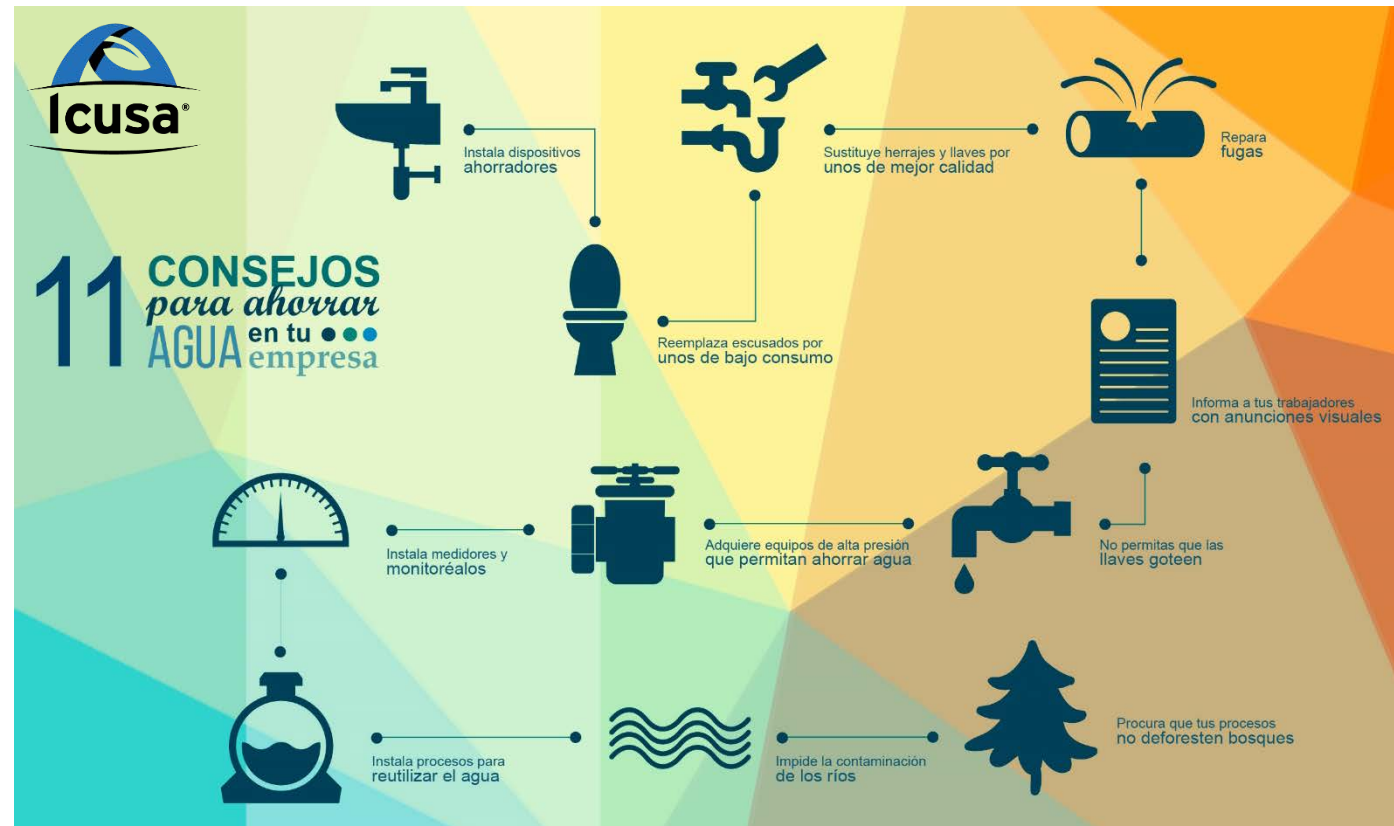 Icusa®
11 CONSEJOS
para ahorrar
AGUA en tu
empresa
Instala dispositivos
ahorradores
Reemplaza escusados por
unos de bajo consumo
Sustituye herrajes y llaves por
unos de mejor calidad
Repara
fugas
Informa a tus trabajadores
con anunciones visuales
No permitas que las
llaves goteen
Adquiere equipos de alta presión
que permitan ahorrar agua
Instala medidores y
monitoréalos
Instala procesos para
reutilizar el agua
Impide la contaminación
de los ríos
Procura que tus procesos
no deforesten bosques